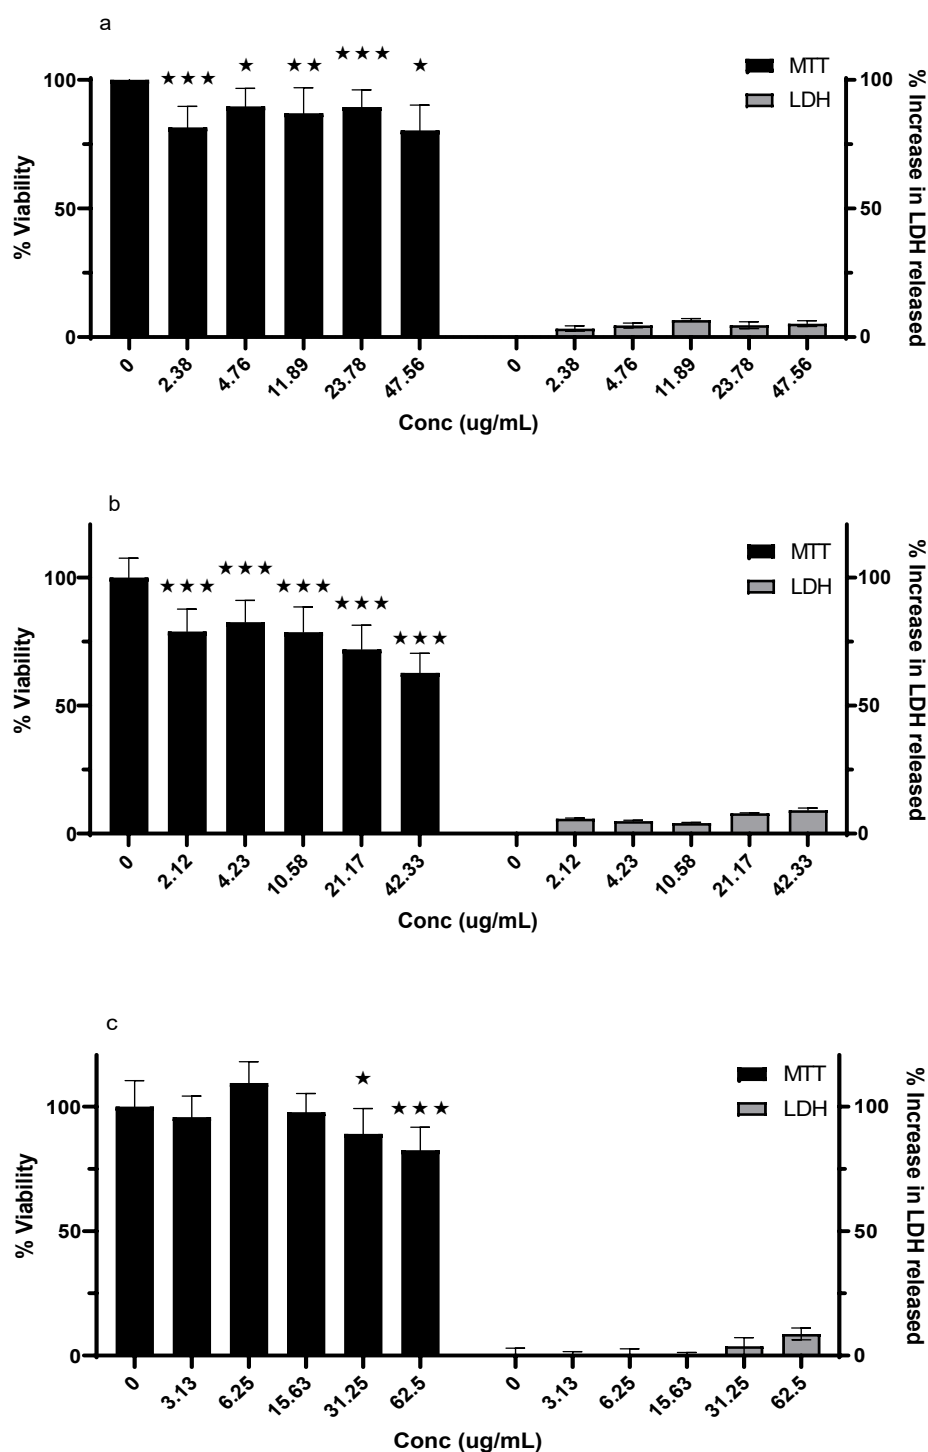 a
★★★ ★ ★★ ★★★ ★
MTT
LDH
% Viability
100
50
0
100
50
0
% Increase in LDH released
0 2.38 4.76 11.89 23.78 47.56 0 2.38 4.76 11.89 23.78 47.56
Conc (ug/mL)
b
★★★ ★★★ ★★★ ★★★ ★★★
MTT
LDH
% Viability
100
50
0
100
50
0
% Increase in LDH released
0 2.12 4.23 10.58 21.17 42.33 0 2.12 4.23 10.58 21.17 42.33
Conc (ug/mL)
c
★ ★★★
MTT
LDH
% Viability
100
50
0
100
50
0
% Increase in LDH released
0 3.13 6.25 15.63 31.25 62.5 0 3.13 6.25 15.63 31.25 62.5
Conc (ug/mL)